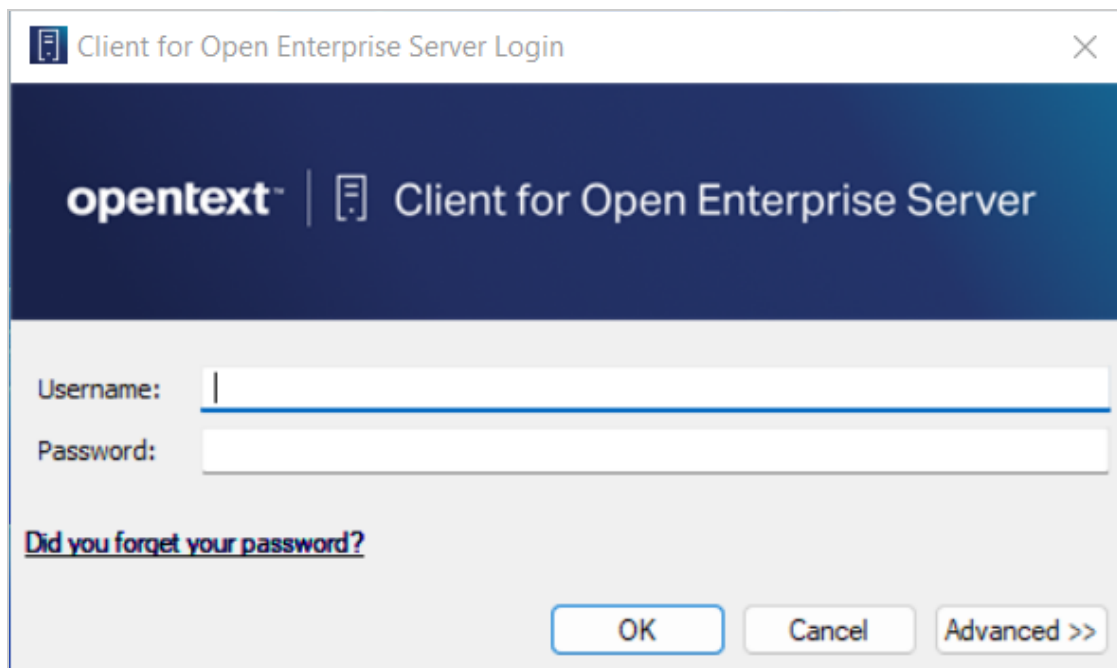 Client for Open Enterprise Server Login
opentext™ Client for Open Enterprise Server
Username:
Password:
Did you forget your password?
OK Cancel Advanced >>